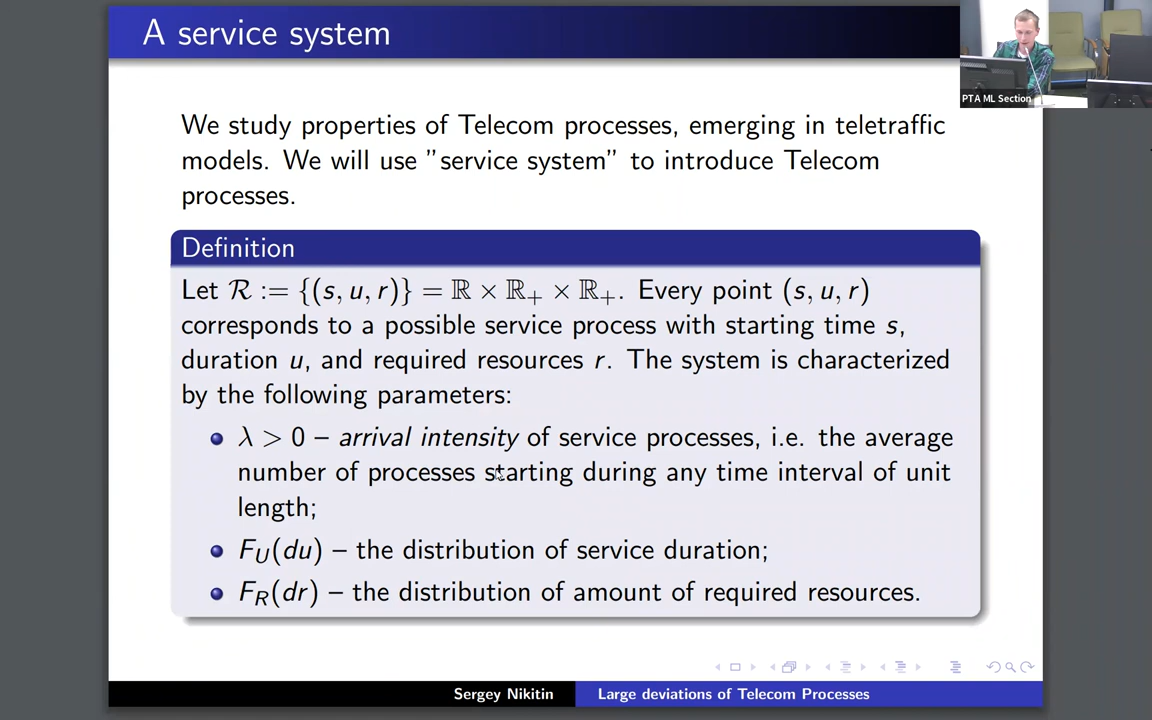 A service system
PTA ML Section
We study properties of Telecom processes, emerging in teletraffic
models. We will use ”service system” to introduce Telecom
processes.
Definition
Let ℛ := {(s, u, r)} = ℝ × ℝ₊ × ℝ₊. Every point (s, u, r)
corresponds to a possible service process with starting time s,
duration u, and required resources r. The system is characterized
by the following parameters:
λ > 0 – arrival intensity of service processes, i.e. the average
number of processes starting during any time interval of unit
length;
F_U(du) – the distribution of service duration;
F_R(dr) – the distribution of amount of required resources.
Sergey Nikitin
Large deviations of Telecom Processes